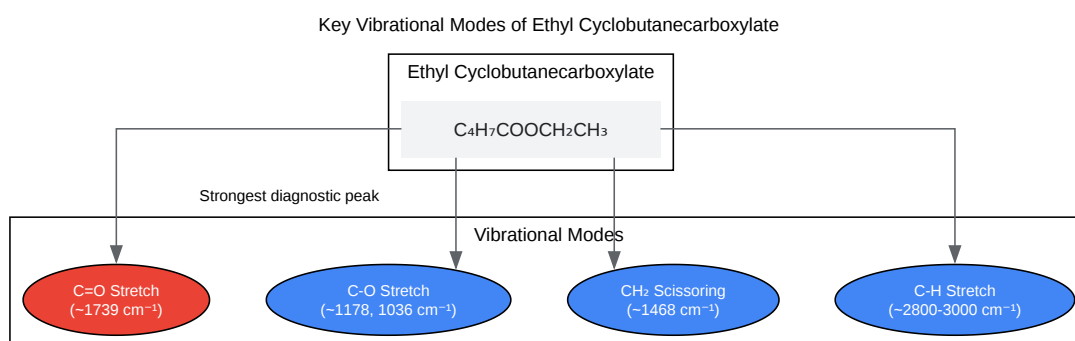 Key Vibrational Modes of Ethyl Cyclobutanecarboxylate
Ethyl Cyclobutanecarboxylate
C₄H₇COOCH₂CH₃
Strongest diagnostic peak
Vibrational Modes
C=O Stretch
(~1739 cm⁻¹)
C-O Stretch
(~1178, 1036 cm⁻¹)
CH₂ Scissoring
(~1468 cm⁻¹)
C-H Stretch
(~2800-3000 cm⁻¹)